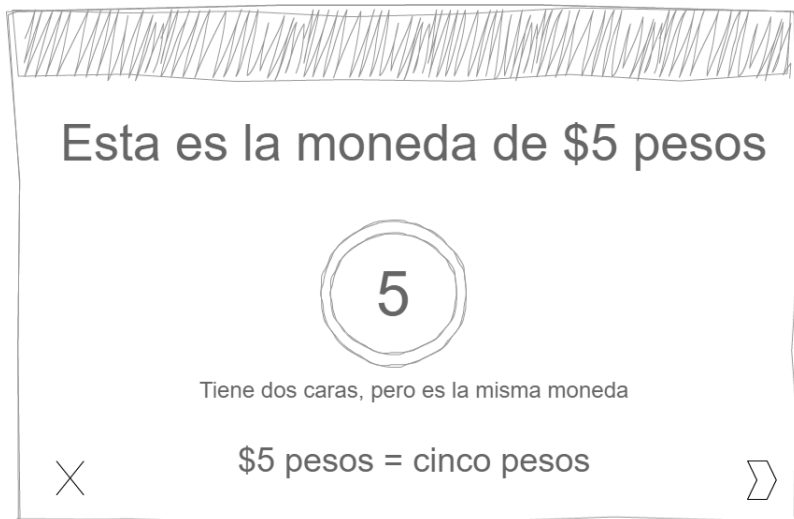 Esta es la moneda de $5 pesos
5
Tiene dos caras, pero es la misma moneda
$5 pesos = cinco pesos